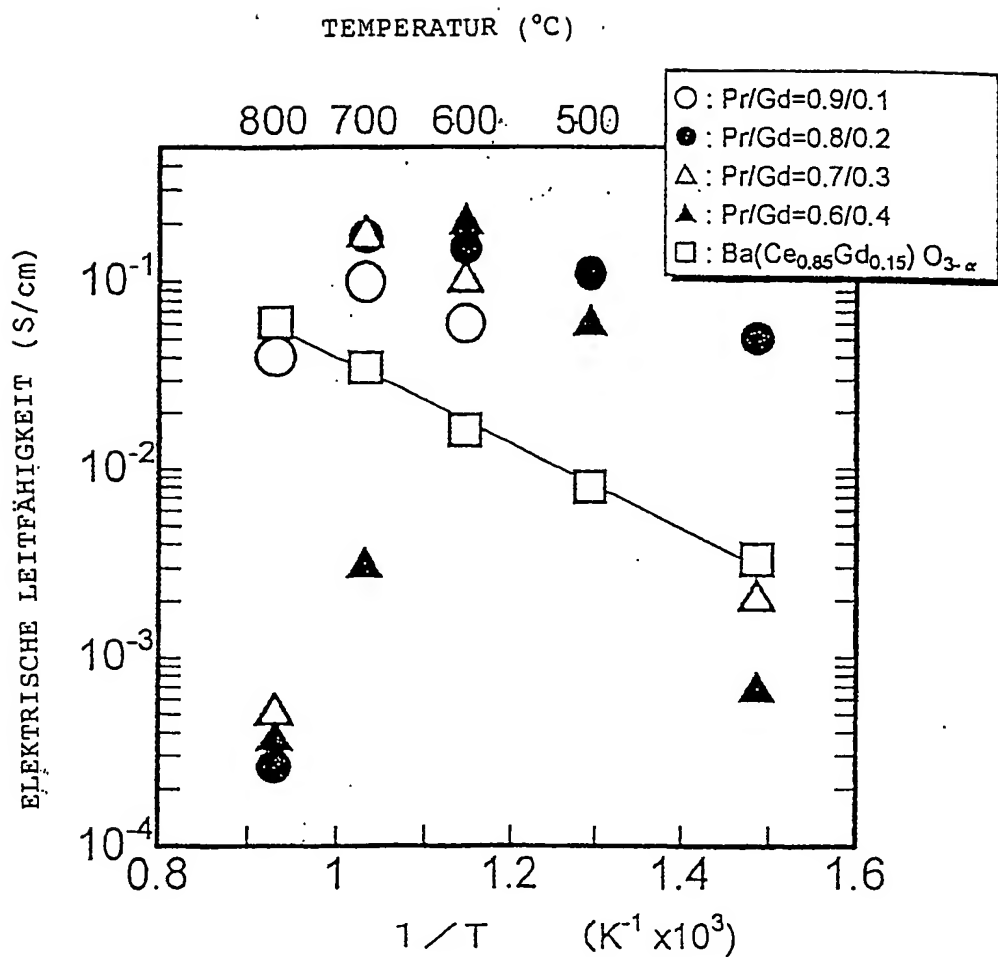 TEMPERATUR (°C)
○ : Pr/Gd=0.9/0.1
● : Pr/Gd=0.8/0.2
△ : Pr/Gd=0.7/0.3
▲ : Pr/Gd=0.6/0.4
□ : Ba(Ce0.85Gd0.15) O3-α
800 700 600 500
10-1
10-2
10-3
10-4
ELEKTRISCHE LEITFÄHIGKEIT (S/cm)
0.8 1 1.2 1.4 1.6
1/T (K-1 x103)